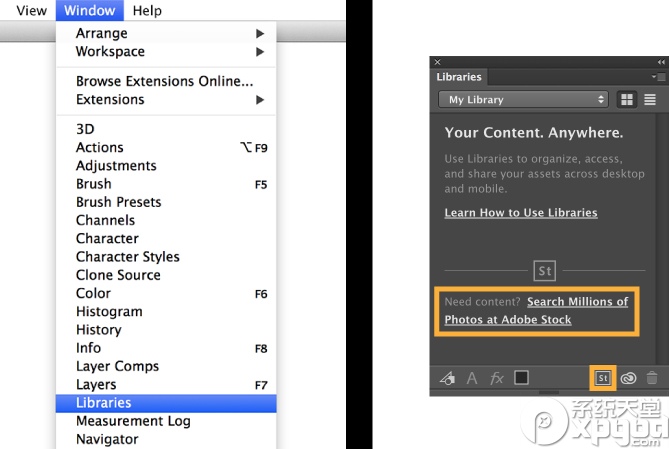 View Window Help
Arrange
Workspace
Browse Extensions Online...
Extensions
3D
Actions ⌥F9
Adjustments
Brush F5
Brush Presets
Channels
Character
Character Styles
Clone Source
Color F6
Histogram
History
Info F8
Layer Comps
Layers F7
Libraries
Measurement Log
Navigator
Libraries
My Library
Your Content. Anywhere.
Use Libraries to organize, access,
and share your assets across desktop
and mobile.
Learn How to Use Libraries
St
Need content? Search Millions of
Photos at Adobe Stock
A fx St
系统天堂
xpgba